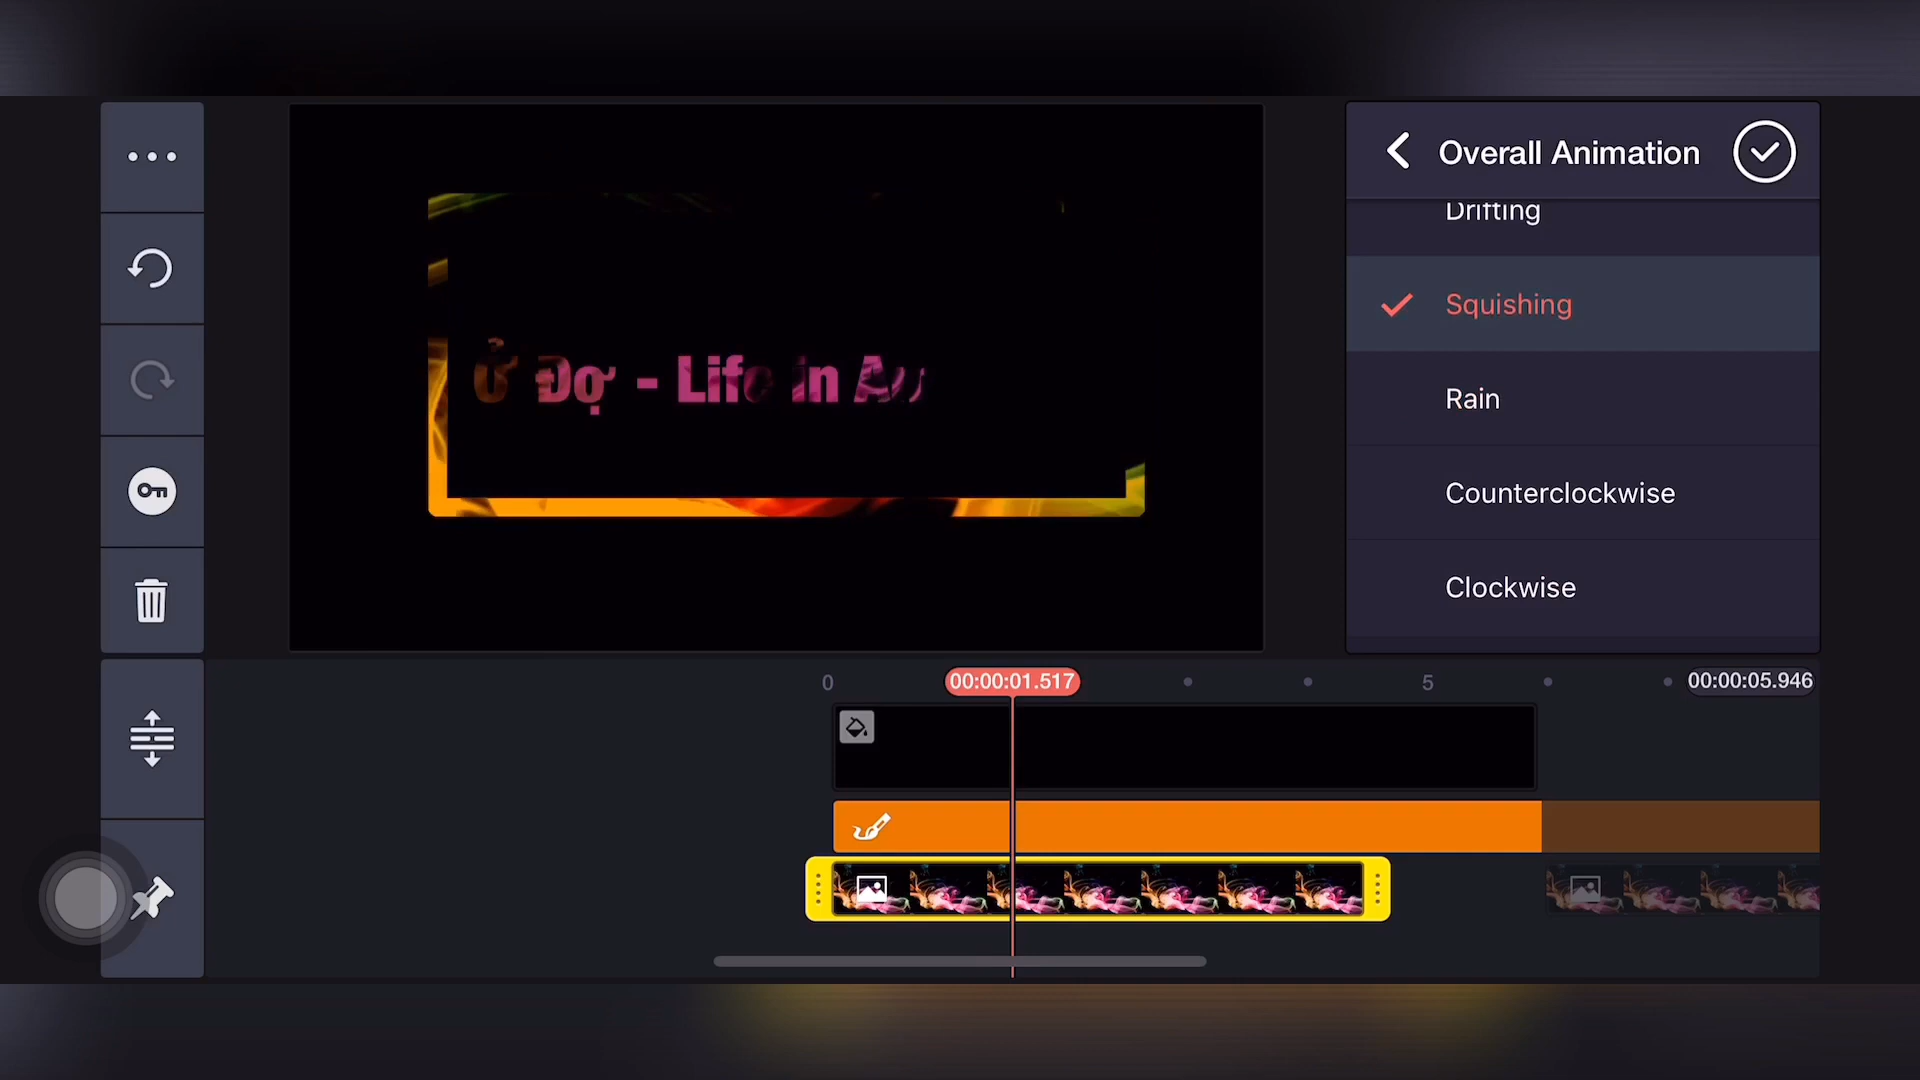 Overall Animation
Drifting
Squishing
Rain
Counterclockwise
Clockwise
Ở Đợ - Life in
0
00:00:01.517
5
00:00:05.946